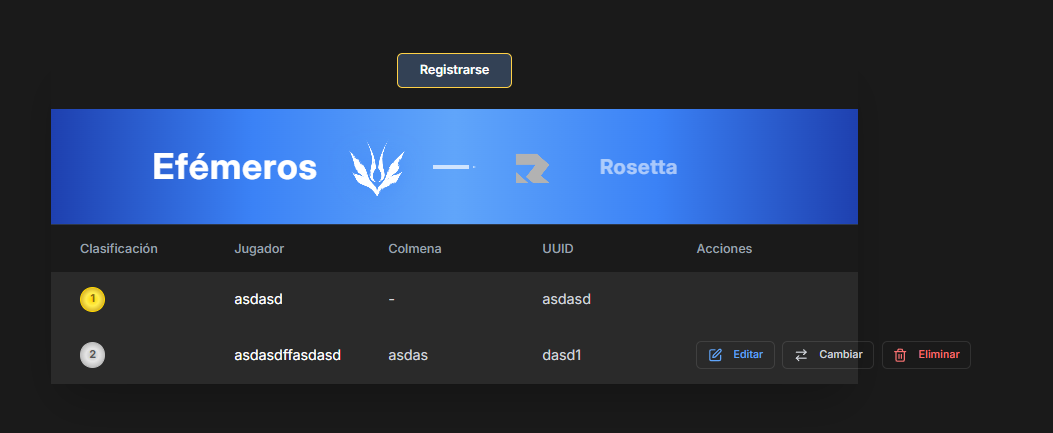 Registrarse
Efémeros — Rosetta
Clasificación Jugador Colmena UUID Acciones
1 asdasd - asdasd
2 asdasdffasdasd asdas dasd1 Editar Cambiar Eliminar